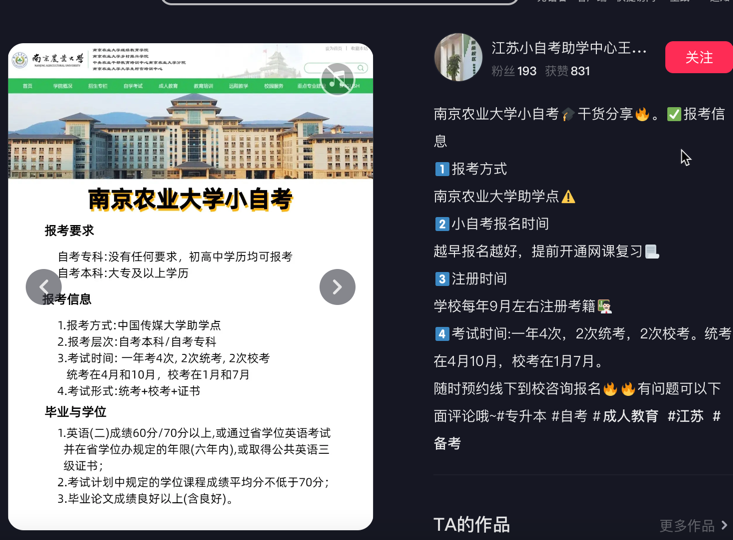 南京農業大學
江苏小自考助学中心王...
粉丝 193 获赞 831
关注
南京农业大学小自考
报考要求
自考专科:没有任何要求，初高中学历均可报考
自考本科:大专及以上学历
报考信息
1.报考方式:中国传媒大学助学点
2.报考层次:自考本科/自考专科
3.考试时间: 一年考4次, 2次统考, 2次校考
统考在4月和10月，校考在1月和7月
4.考试形式:统考+校考+证书
毕业与学位
1.英语(二)成绩60分/70分以上,或通过省学位英语考试
并在省学位办规定的年限(六年内),或取得公共英语三
级证书；
2.考试计划中规定的学位课程成绩平均分不低于70分；
3.毕业论文成绩良好以上(含良好)。
南京农业大学小自考🎓干货分享🔥。✅报考信
息
1️⃣报考方式
南京农业大学助学点⚠️
2️⃣小自考报名时间
越早报名越好，提前开通网课复习📃
3️⃣注册时间
学校每年9月左右注册考籍👨‍🏫
4️⃣考试时间:一年4次，2次统考，2次校考。统考
在4月10月，校考在1月7月。
随时预约线下到校咨询报名🔥🔥有问题可以下
面评论哦~#专升本 #自考 # 成人教育 #江苏 #
备考
TA的作品
更多作品 >